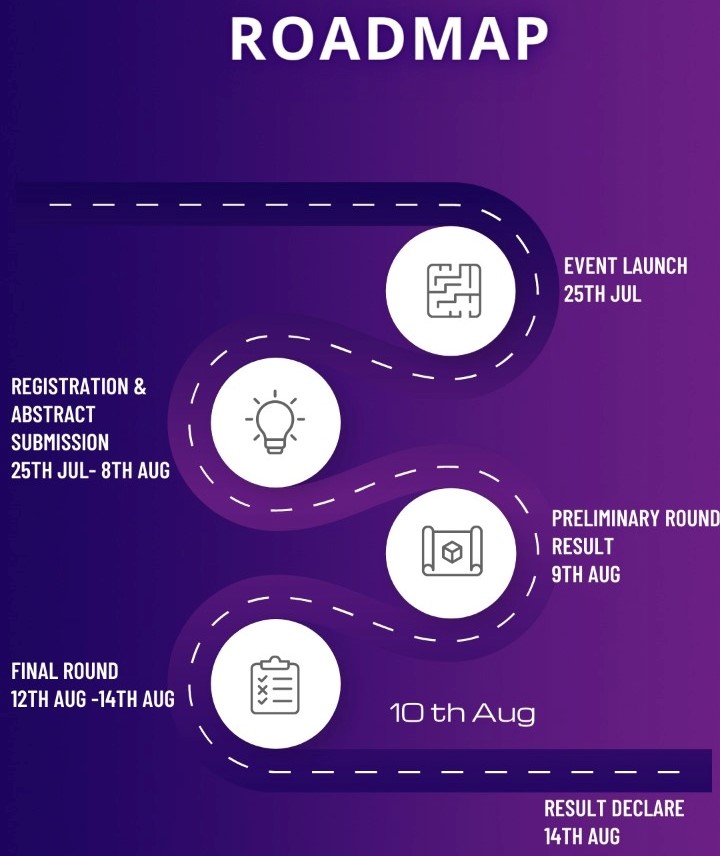 ROADMAP
EVENT LAUNCH
25TH JUL
REGISTRATION &
ABSTRACT
SUBMISSION
25TH JUL- 8TH AUG
PRELIMINARY ROUND
RESULT
9TH AUG
FINAL ROUND
12TH AUG -14TH AUG
10 th Aug
RESULT DECLARE
14TH AUG